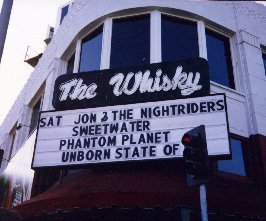 The Whisky
SAT JON & THE NIGHTRIDERS
SWEETWATER
PHANTOM PLANET
UNBORN STATE OF